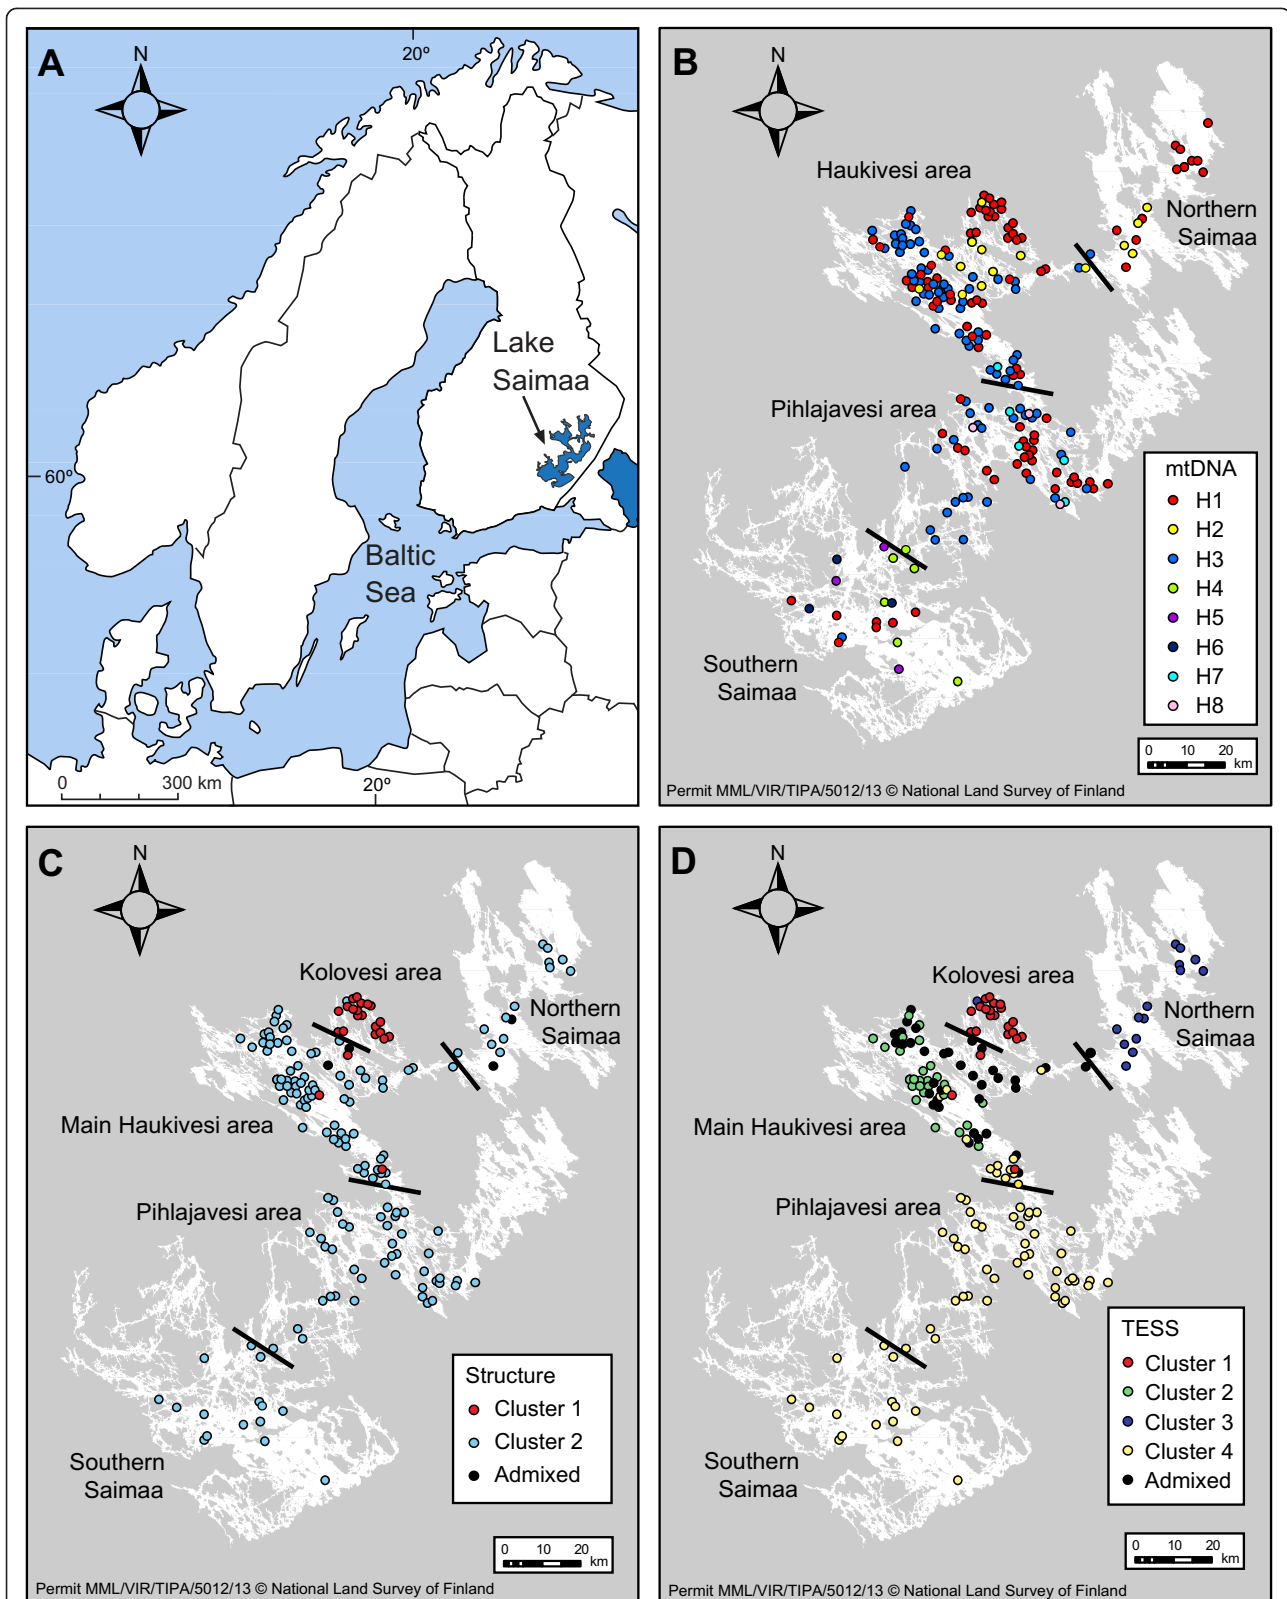 A
N
20º
Lake
Saimaa
60º
Baltic
Sea
0 300 km
20º
B
N
Haukivesi area
Northern
Saimaa
Pihlajavesi area
Southern
Saimaa
mtDNA
H1
H2
H3
H4
H5
H6
H7
H8
0 10 20
km
Permit MML/VIR/TIPA/5012/13 © National Land Survey of Finland
C
N
Kolovesi area
Northern
Saimaa
Main Haukivesi area
Pihlajavesi area
Southern
Saimaa
Structure
Cluster 1
Cluster 2
Admixed
0 10 20
km
Permit MML/VIR/TIPA/5012/13 © National Land Survey of Finland
D
N
Kolovesi area
Northern
Saimaa
Main Haukivesi area
Pihlajavesi area
Southern
Saimaa
TESS
Cluster 1
Cluster 2
Cluster 3
Cluster 4
Admixed
0 10 20
km
Permit MML/VIR/TIPA/5012/13 © National Land Survey of Finland